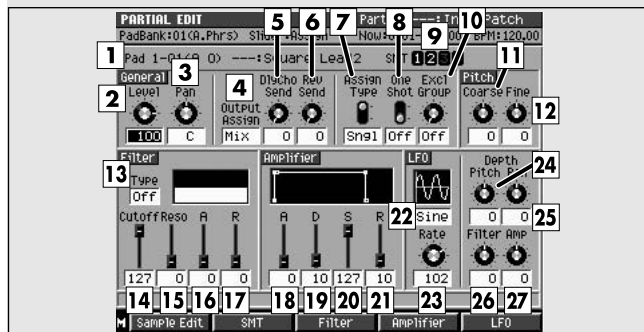 PARTIAL EDIT Part ---:In Patch
PadBank:01(A.Phrs) Assign Now: BPM:120.00
5 6 7 8 9 10
1 Pad 1-01(A 0) ---:Square Lead 2 SMT 1 2 3
General DlyCho Rev Assign One Excl Pitch 11
2 Level 3 Pan 4 Send Send Type Shot Group Coarse Fine
Output Assign 12
100 C Mix 0 0 Sngl Off Off 0 0
Filter Amplifier LFO Depth
13 Type Pitch 24
Off 22 Sine 0 0 25
Cutoff Reso A R A D S R Rate Filter Amp
127 0 0 0 0 10 127 10 102 0 0
14 15 16 17 18 19 20 21 23 26 27
M Sample Edit SMT Filter Amplifier LFO